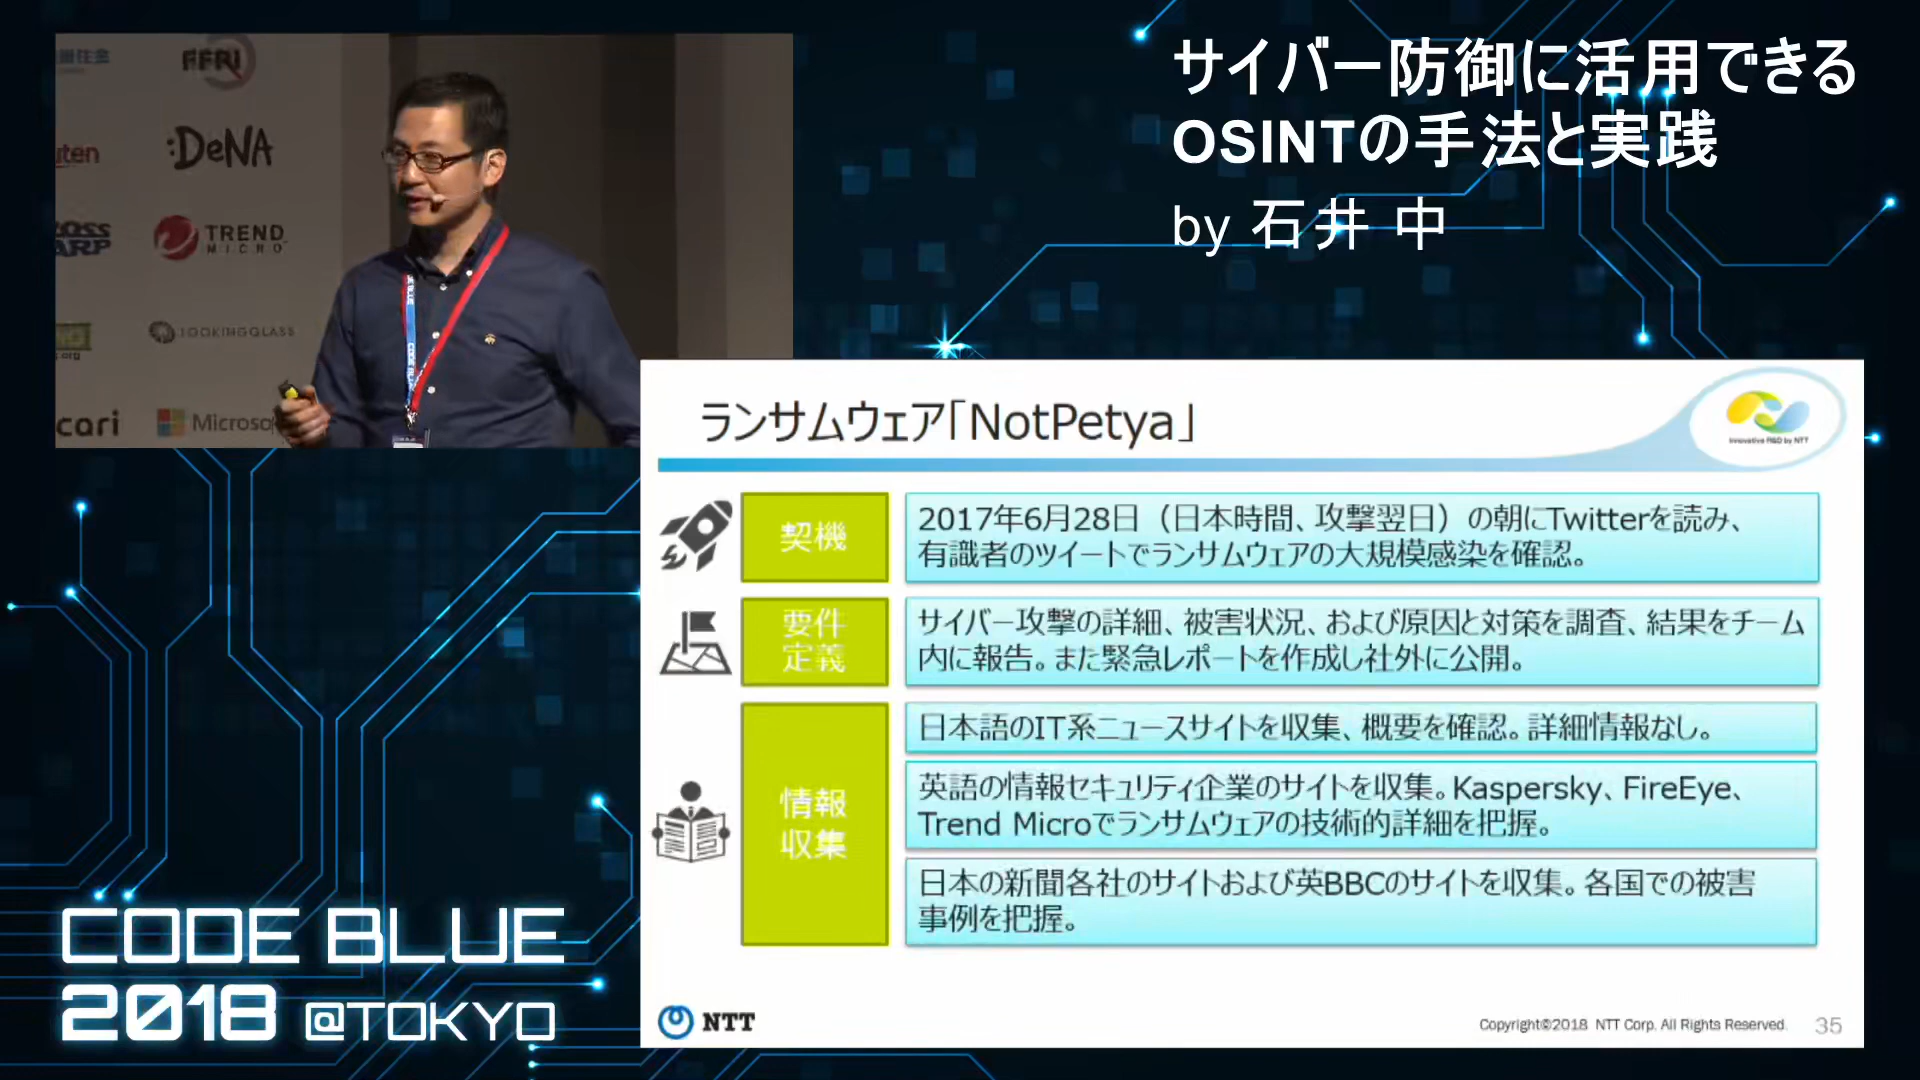 FFRI
DeNA
TREND
MICRO
LOOKINGGLASS
cari
サイバー防御に活用できる
OSINTの手法と実践
by 石井 中
ランサムウェア「NotPetya」
Innovative R&D by NTT
契機
2017年6月28日（日本時間、攻撃翌日）の朝にTwitterを読み、
有識者のツイートでランサムウェアの大規模感染を確認。
要件
定義
サイバー攻撃の詳細、被害状況、および原因と対策を調査、結果をチーム
内に報告。また緊急レポートを作成し社外に公開。
情報
収集
日本語のIT系ニュースサイトを収集、概要を確認。詳細情報なし。
英語の情報セキュリティ企業のサイトを収集。Kaspersky、FireEye、
Trend Microでランサムウェアの技術的詳細を把握。
日本の新聞各社のサイトおよび英BBCのサイトを収集。各国での被害
事例を把握。
NTT
Copyright©2018 NTT Corp. All Rights Reserved.
35
CODE BLUE
2018 @TOKYO